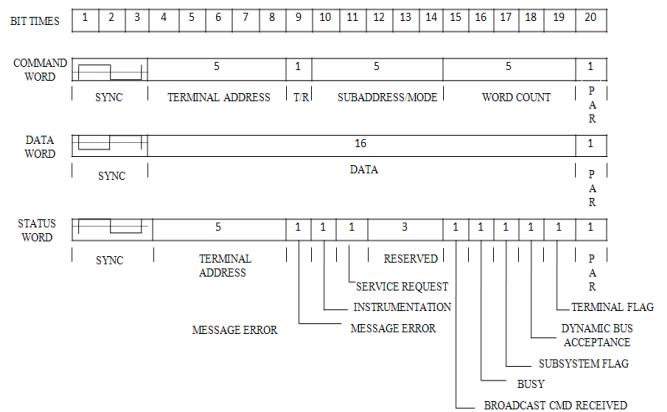 BIT TIMES 1 2 3 4 5 6 7 8 9 10 11 12 13 14 15 16 17 18 19 20
COMMAND WORD 5 1 5 5 1
SYNC TERMINAL ADDRESS T/R SUBADDRESS/MODE WORD COUNT PAR
DATA WORD 16 1
SYNC DATA PAR
STATUS WORD 5 1 1 1 3 1 1 1 1 1 1
SYNC TERMINAL ADDRESS RESERVED PAR
SERVICE REQUEST
INSTRUMENTATION TERMINAL FLAG
MESSAGE ERROR MESSAGE ERROR DYNAMIC BUS ACCEPTANCE
SUBSYSTEM FLAG
BUSY
BROADCAST CMD RECEIVED